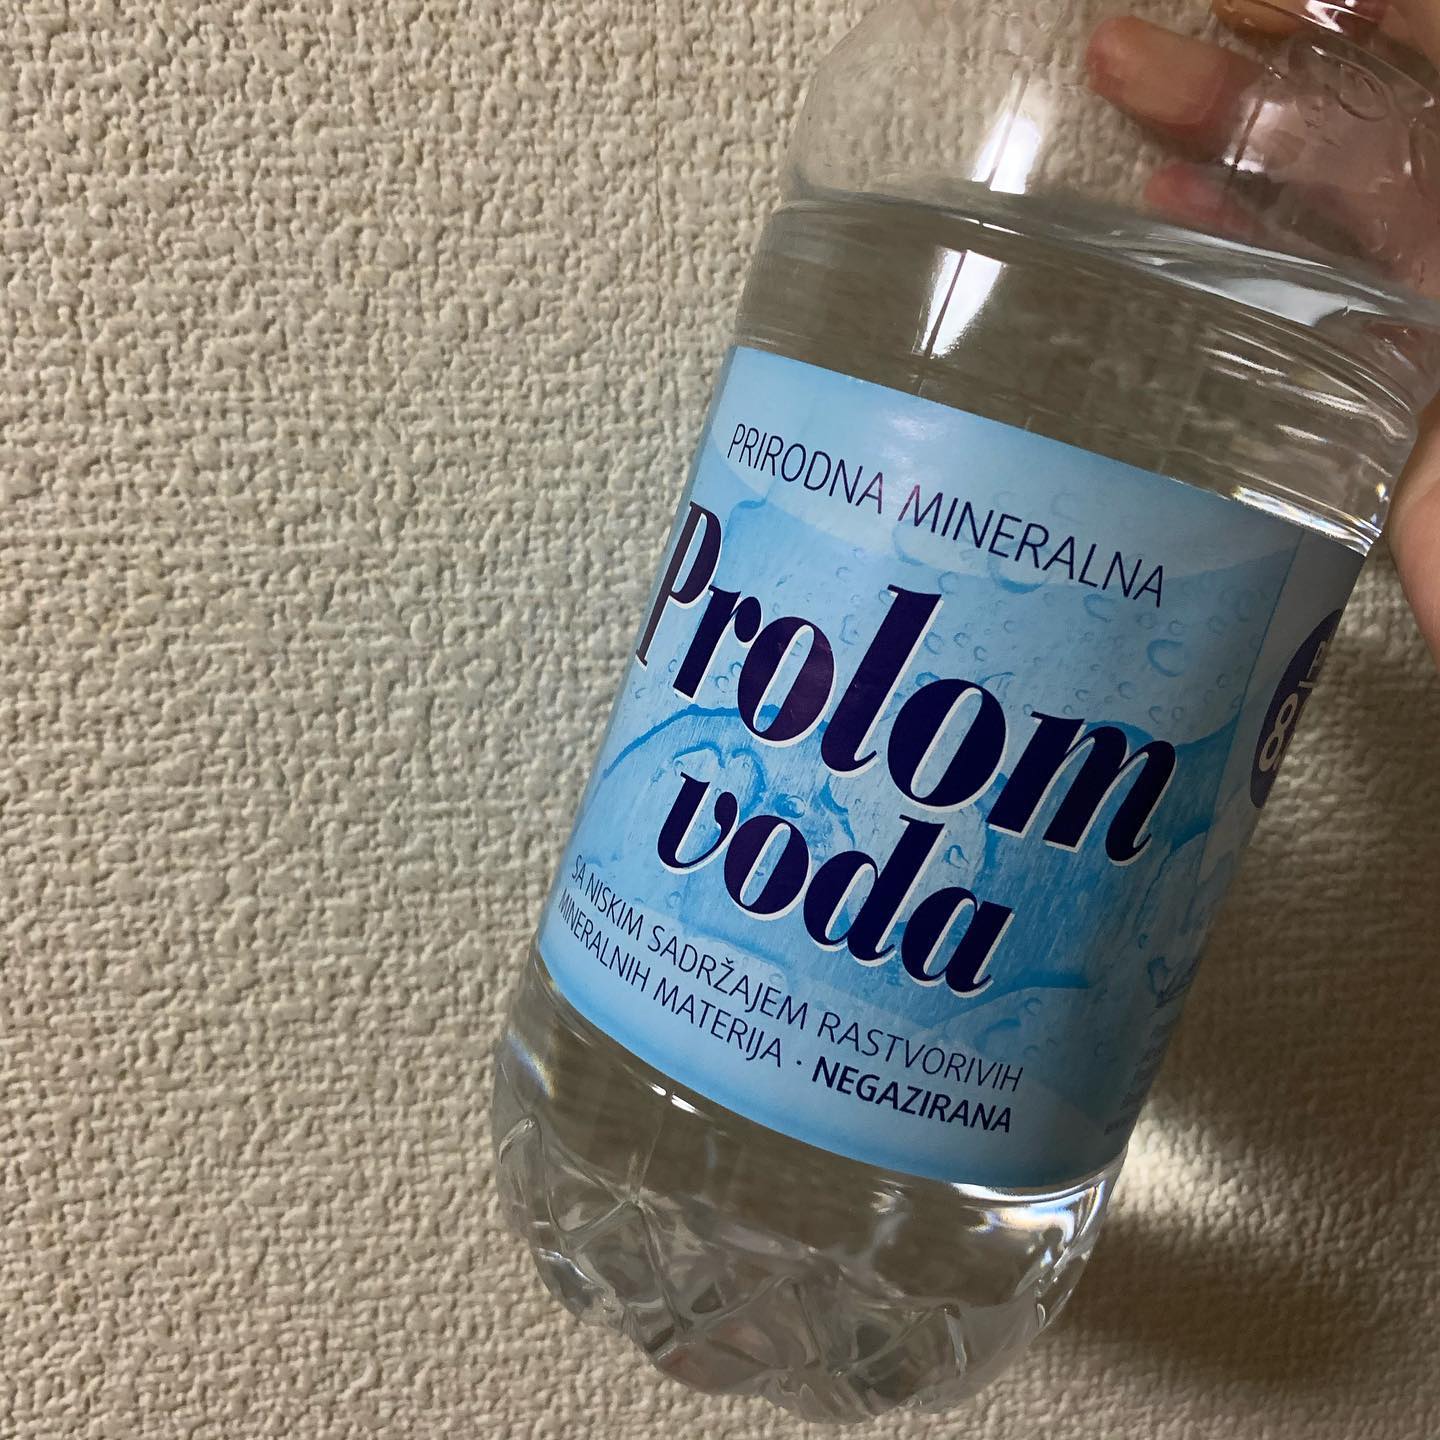 PRIRODNA MINERALNA
Prolom
voda
SA NISKIM SADRŽAJEM RASTVORIVIH
MINERALNIH MATERIJA · NEGAZIRANA